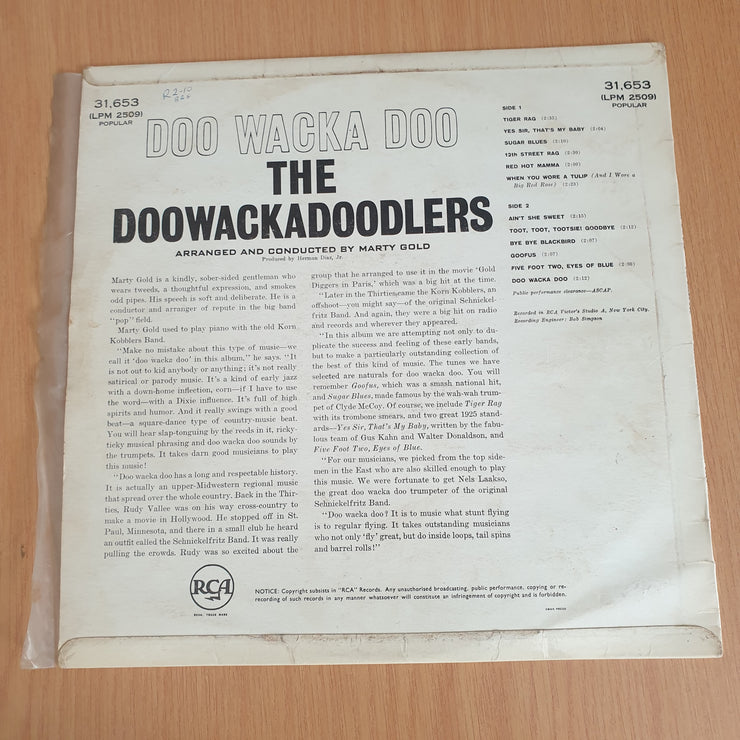 31,653
(LPM 2509)
POPULAR
R2-10
DOO WACKA DOO
THE
DOOWACKADOODLERS
ARRANGED AND CONDUCTED BY MARTY GOLD
Produced by Herman Diaz, Jr.
Marty Gold is a kindly, sober-sided gentleman who
wears tweeds, a thoughtful expression, and smokes
odd pipes. His speech is soft and deliberate. He is a
conductor and arranger of repute in the big band
"pop" field.
Marty Gold used to play piano with the old Korn
Kobblers Band.
"Make no mistake about this type of music—we
call it 'doo wacka doo' in this album," he says. "It
is not out to kid anybody or anything; it's not really
satirical or parody music. It's a kind of early jazz
with a down-home inflection, corn—if I have to use
the word—with a Dixie influence. It's full of high
spirits and humor. And it really swings with a good
beat—a square-dance type of country-music beat.
You will hear slap-tonguing by the reeds in it, ricky-
ticky musical phrasing and doo wacka doo sounds by
the trumpets. It takes darn good musicians to play
this music!
"Doo wacka doo has a long and respectable history.
It is actually an upper-Midwestern regional music
that spread over the whole country. Back in the Thir-
ties, Rudy Vallee was on his way cross-country to
make a movie in Hollywood. He stopped off in St.
Paul, Minnesota, and there in a small club he heard
an outfit called the Schnickelfritz Band. It was really
pulling the crowds. Rudy was so excited about the
group that he arranged to use it in the movie 'Gold
Diggers in Paris,' which was a big hit at the time.
"Later in the Thirties came the Korn Kobblers, an
offshoot—you might say—of the original Schnickel-
fritz Band. And again, they were a big hit on radio
and records and wherever they appeared.
"In this album we are attempting not only to du-
plicate the success and feeling of these early bands,
but to make a particularly outstanding collection of
the best of this kind of music. The tunes we have
selected are naturals for doo wacka doo. You will
remember Goofus, which was a smash national hit,
and Sugar Blues, made famous by the wah-wah trum-
pet of Clyde McCoy. Of course, we include Tiger Rag
with its trombone smears, and two great 1925 stand-
ards—Yes Sir, That's My Baby, written by the fabu-
lous team of Gus Kahn and Walter Donaldson, and
Five Foot Two, Eyes of Blue.
"For our musicians, we picked from the top side-
men in the East who are also skilled enough to play
this music. We were fortunate to get Nels Laakso,
the great doo wacka doo trumpeter of the original
Schnickelfritz Band.
"Doo wacka doo? It is to music what stunt flying
is to regular flying. It takes outstanding musicians
who not only 'fly' great, but do inside loops, tail spins
and barrel rolls!"
31,653
(LPM 2509)
POPULAR
SIDE 1
TIGER RAG (2:35)
YES SIR, THAT'S MY BABY (2:04)
SUGAR BLUES (2:10)
12th STREET RAG (2:30)
RED HOT MAMMA (2:00)
WHEN YOU WORE A TULIP (And I Wore a
Big Red Rose) (2:23)
SIDE 2
AIN'T SHE SWEET (2:15)
TOOT, TOOT, TOOTSIE! GOODBYE (2:12)
BYE BYE BLACKBIRD (2:07)
GOOFUS (2:07)
FIVE FOOT TWO, EYES OF BLUE
DOO WACKA DOO (2:12)
Public performance clearance—ASCAP.
Recorded in RCA Victor's Studio A, New York City.
Recording Engineer: Bob Simpson
RCA
REGD. TRADE MARK
NOTICE: Copyright subsists in "RCA" Records. Any unauthorised broadcasting, public performance, copying or re-
recording of such records in any manner whatsoever will constitute an infringement of copyright and is forbidden.